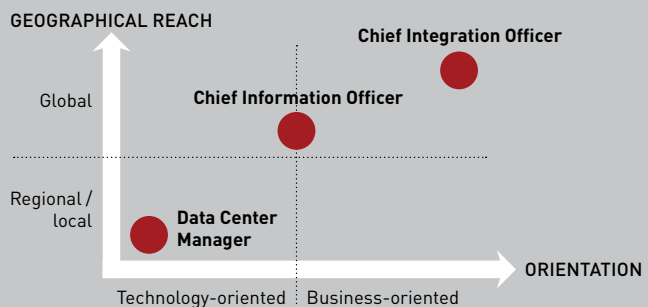 GEOGRAPHICAL REACH
Chief Integration Officer
Global
Chief Information Officer
Regional /
local
Data Center
Manager
ORIENTATION
Technology-oriented
Business-oriented